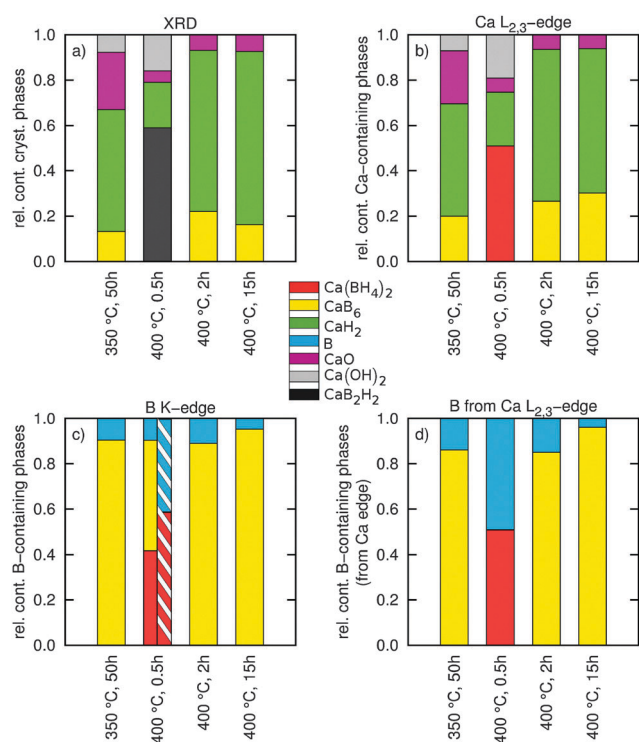 XRD
a)
rel. cont. cryst. phases
1.0
0.8
0.6
0.4
0.2
0.0
350 °C, 50h
400 °C, 0.5h
400 °C, 2h
400 °C, 15h
Ca L2,3-edge
b)
rel. cont. Ca-containing phases
1.0
0.8
0.6
0.4
0.2
0.0
350 °C, 50h
400 °C, 0.5h
400 °C, 2h
400 °C, 15h
Ca(BH4)2
CaB6
CaH2
B
CaO
Ca(OH)2
CaB2H2
B K-edge
c)
rel. cont. B-containing phases
1.0
0.8
0.6
0.4
0.2
0.0
350 °C, 50h
400 °C, 0.5h
400 °C, 2h
400 °C, 15h
B from Ca L2,3-edge
d)
rel. cont. B-containing phases
(from Ca edge)
1.0
0.8
0.6
0.4
0.2
0.0
350 °C, 50h
400 °C, 0.5h
400 °C, 2h
400 °C, 15h